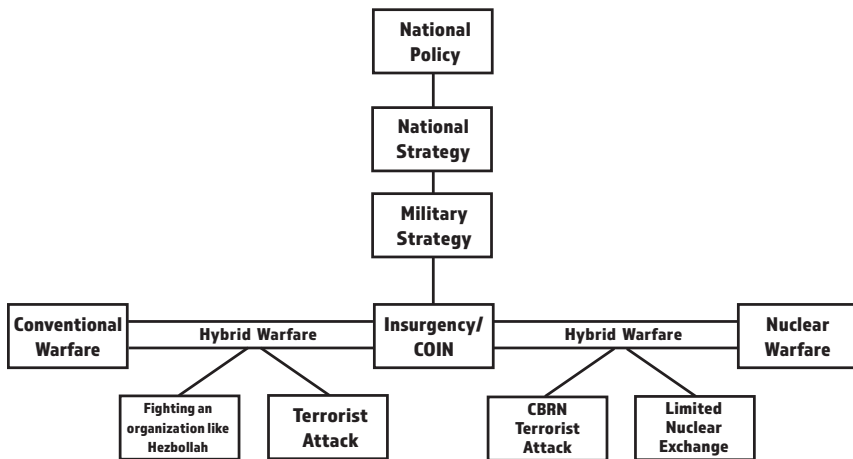 National
Policy
National
Strategy
Military
Strategy
Conventional
Warfare
Hybrid Warfare
Insurgency/
COIN
Hybrid Warfare
Nuclear
Warfare
Fighting an
organization like
Hezbollah
Terrorist
Attack
CBRN
Terrorist
Attack
Limited
Nuclear
Exchange